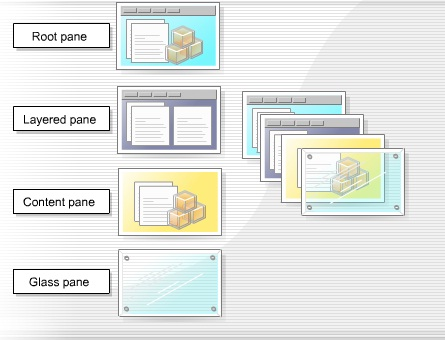 Root pane
Layered pane
Content pane
Glass pane